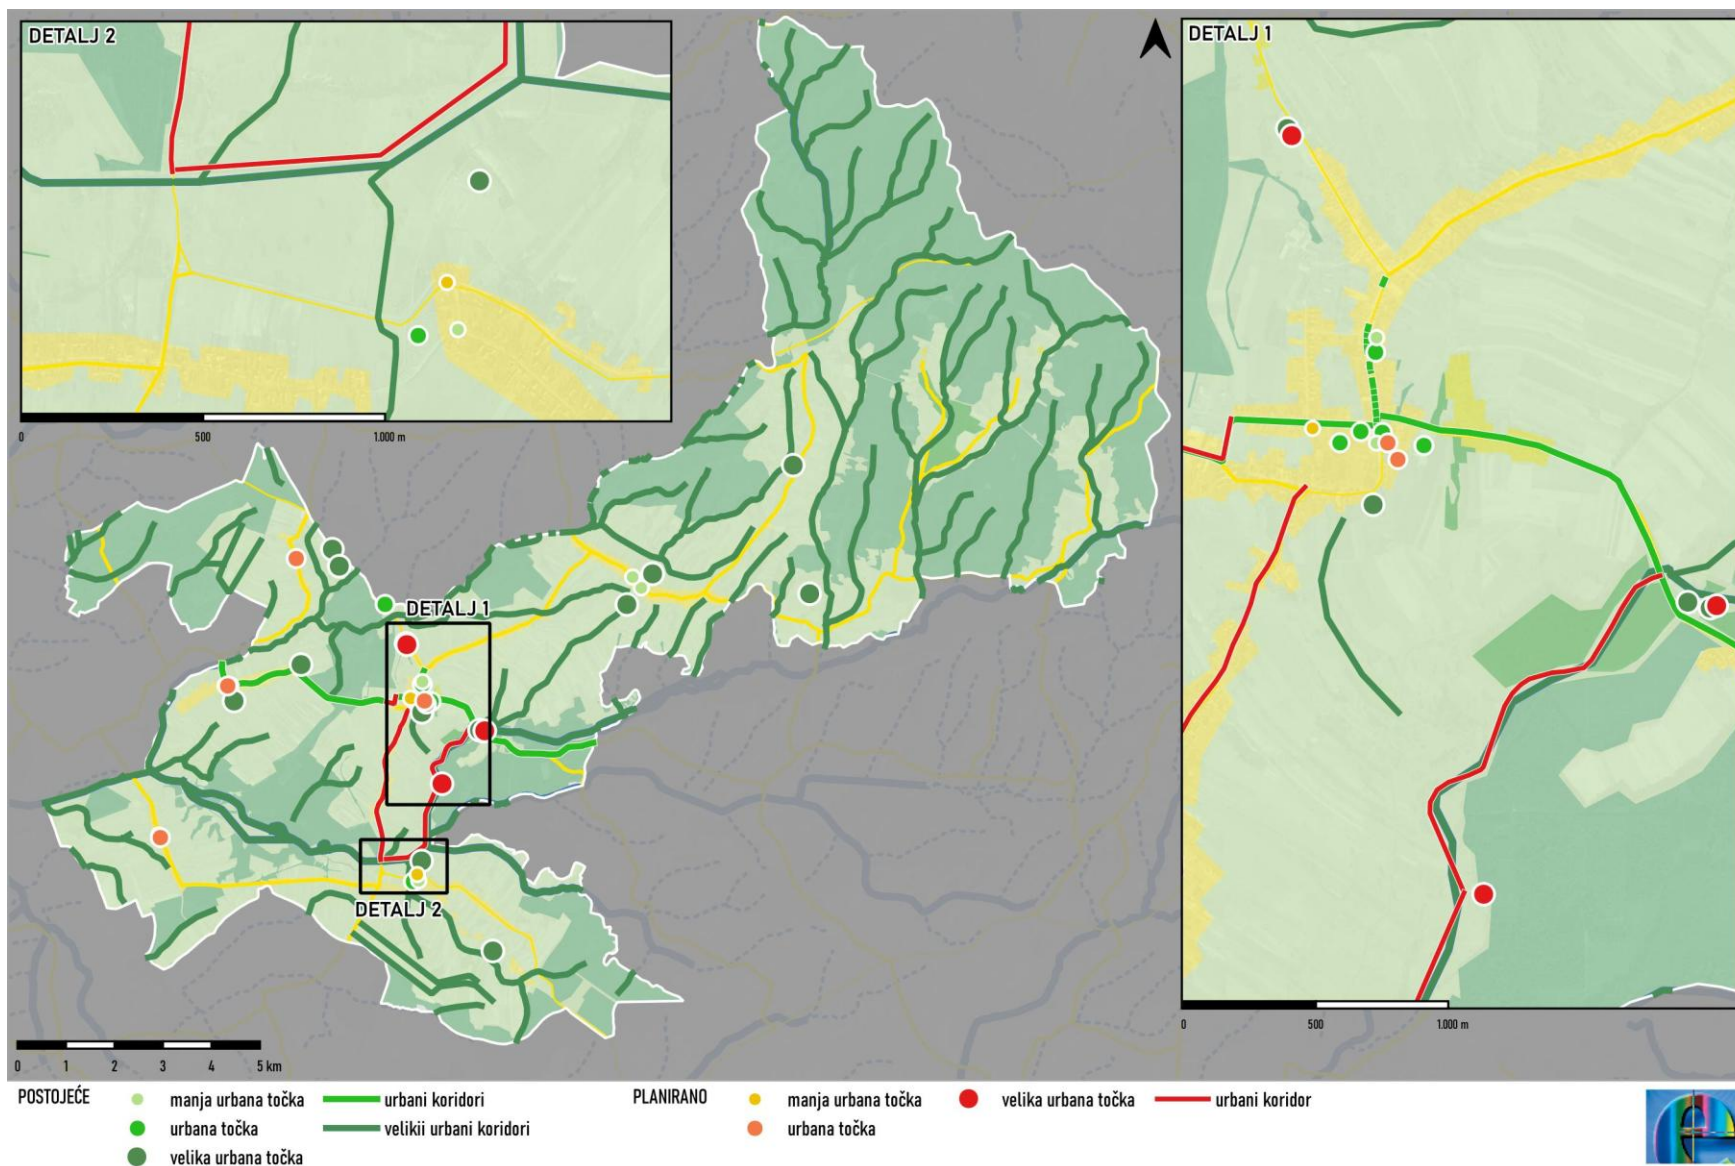 DETALJ 2
0 500 1.000 m
DETALJ 1
0 500 1.000 m
DETALJ 1
DETALJ 2
0 1 2 3 4 5 km
POSTOJEĆE
manja urbana točka
urbana točka
velika urbana točka
urbani koridori
velikii urbani koridori
PLANIRANO
manja urbana točka
urbana točka
velika urbana točka
urbani koridor